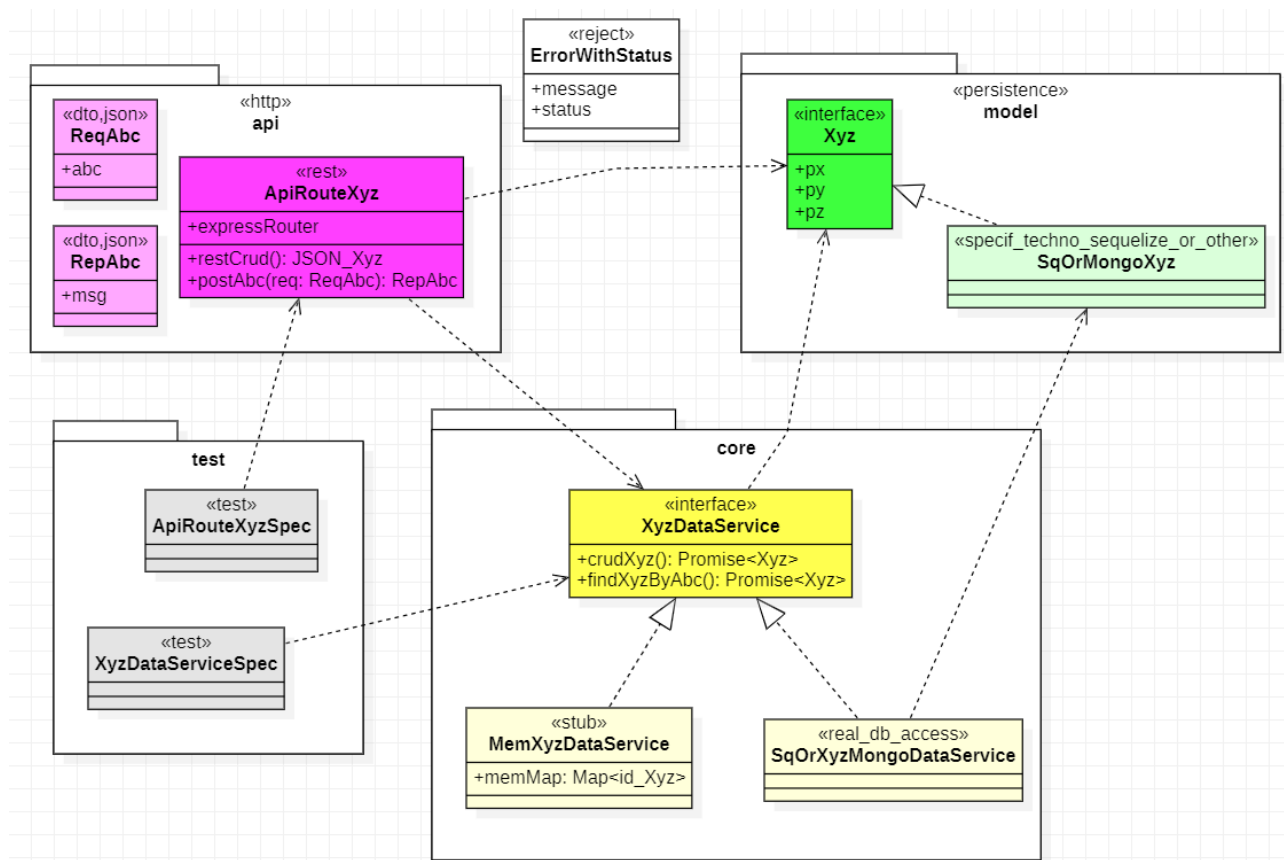 «http»
api
«dto,json»
ReqAbc
+abc
«dto,json»
RepAbc
+msg
«rest»
ApiRouteXyz
+expressRouter
+restCrud(): JSON_Xyz
+postAbc(req: ReqAbc): RepAbc
«reject»
ErrorWithStatus
+message
+status
«persistence»
model
«interface»
Xyz
+px
+py
+pz
«specif_techno_sequelize_or_other»
SqOrMongoXyz
test
«test»
ApiRouteXyzSpec
«test»
XyzDataServiceSpec
core
«interface»
XyzDataService
+crudXyz(): Promise<Xyz>
+findXyzByAbc(): Promise<Xyz>
«stub»
MemXyzDataService
+memMap: Map<id_Xyz>
«real_db_access»
SqOrXyzMongoDataService